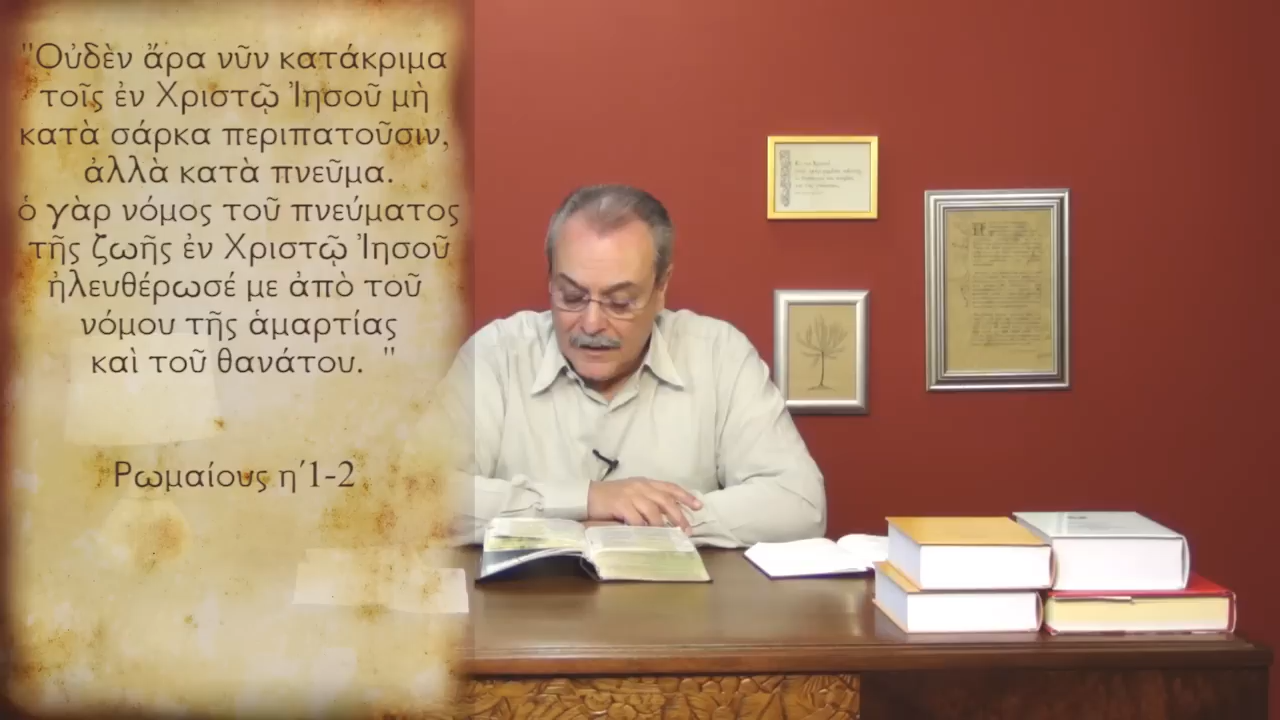 "Οὐδὲν ἄρα νῦν κατάκριμα
τοῖς ἐν Χριστῷ Ἰησοῦ μὴ
κατὰ σάρκα περιπατοῦσιν,
ἀλλὰ κατὰ πνεῦμα.
ὁ γὰρ νόμος τοῦ πνεύματος
τῆς ζωῆς ἐν Χριστῷ Ἰησοῦ
ἠλευθέρωσέ με ἀπὸ τοῦ
νόμου τῆς ἁμαρτίας
καὶ τοῦ θανάτου. "
Ρωμαίους η΄1-2